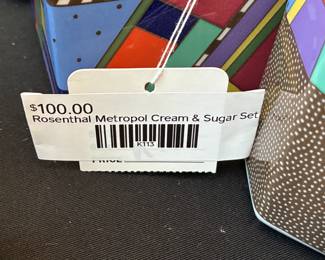 $100.00
Rosenthal Metropol Cream & Sugar Set
K113
PRICE